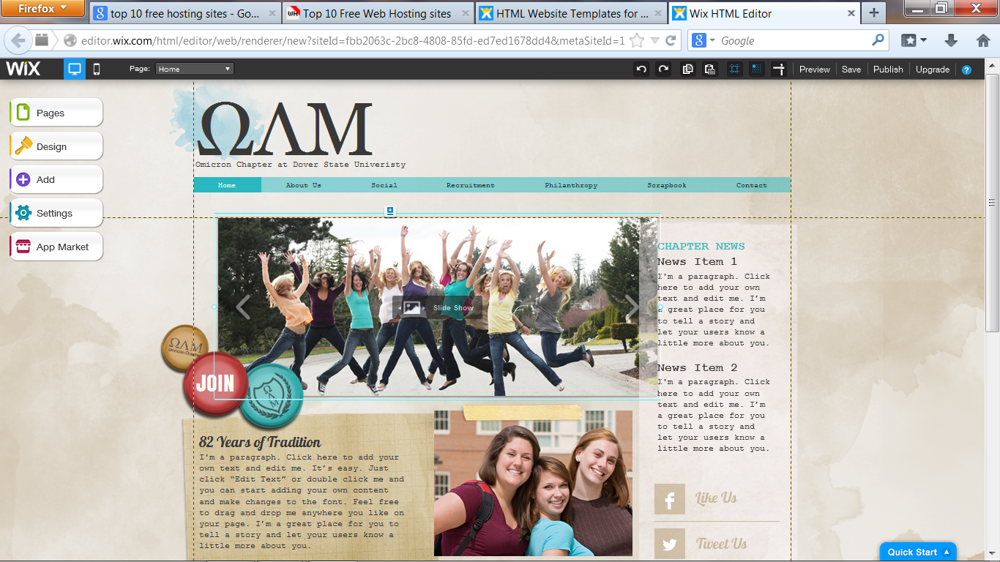 Firefox
top 10 free hosting sites - Go...
Top 10 Free Web Hosting sites
HTML Website Templates for ...
Wix HTML Editor
editor.wix.com/html/editor/web/renderer/new?siteId=fbb2063c-2bc8-4808-85fd-ed7ed1678dd4&metaSiteId=1
Google
WiX
Page:
Home
Preview
Save
Publish
Upgrade
?
Pages
Design
Add
Settings
App Market
ΩΛΜ
Omicron Chapter at Dover State Univeristy
Home
About Us
Social
Recruitment
Philanthropy
Scrapbook
Contact
Slide Show
ΩΛΜ
Omicron Chapter
JOIN
ΩΛΜ
CHAPTER NEWS
News Item 1
I'm a paragraph. Click
here to add your own
text and edit me. I'm
a great place for you
to tell a story and
let your users know a
little more about you.
News Item 2
I'm a paragraph. Click
here to add your own
text and edit me. I'm
a great place for you
to tell a story and
let your users know a
little more about you.
82 Years of Tradition
I'm a paragraph. Click here to add your
own text and edit me. It's easy. Just
click “Edit Text” or double click me and
you can start adding your own content
and make changes to the font. Feel free
to drag and drop me anywhere you like on
your page. I'm a great place for you to
tell a story and let your users know a
little more about you.
Like Us
Tweet Us
Quick Start